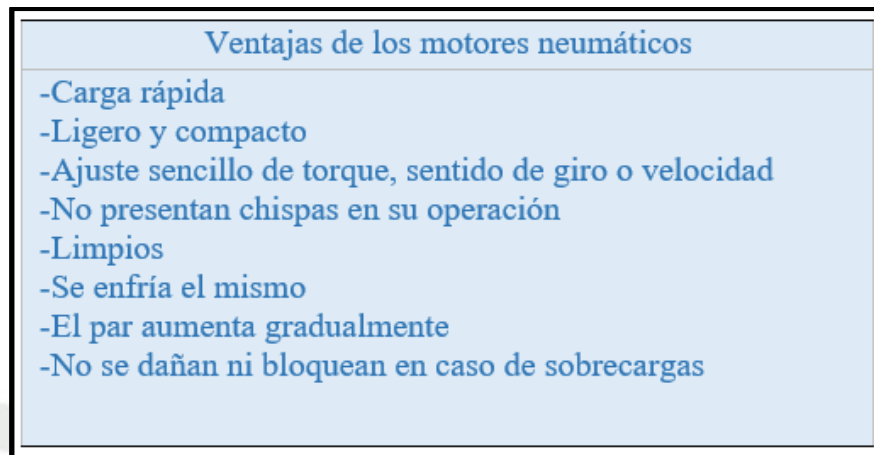 Ventajas de los motores neumáticos
-Carga rápida
-Ligero y compacto
-Ajuste sencillo de torque, sentido de giro o velocidad
-No presentan chispas en su operación
-Limpios
-Se enfría el mismo
-El par aumenta gradualmente
-No se dañan ni bloquean en caso de sobrecargas